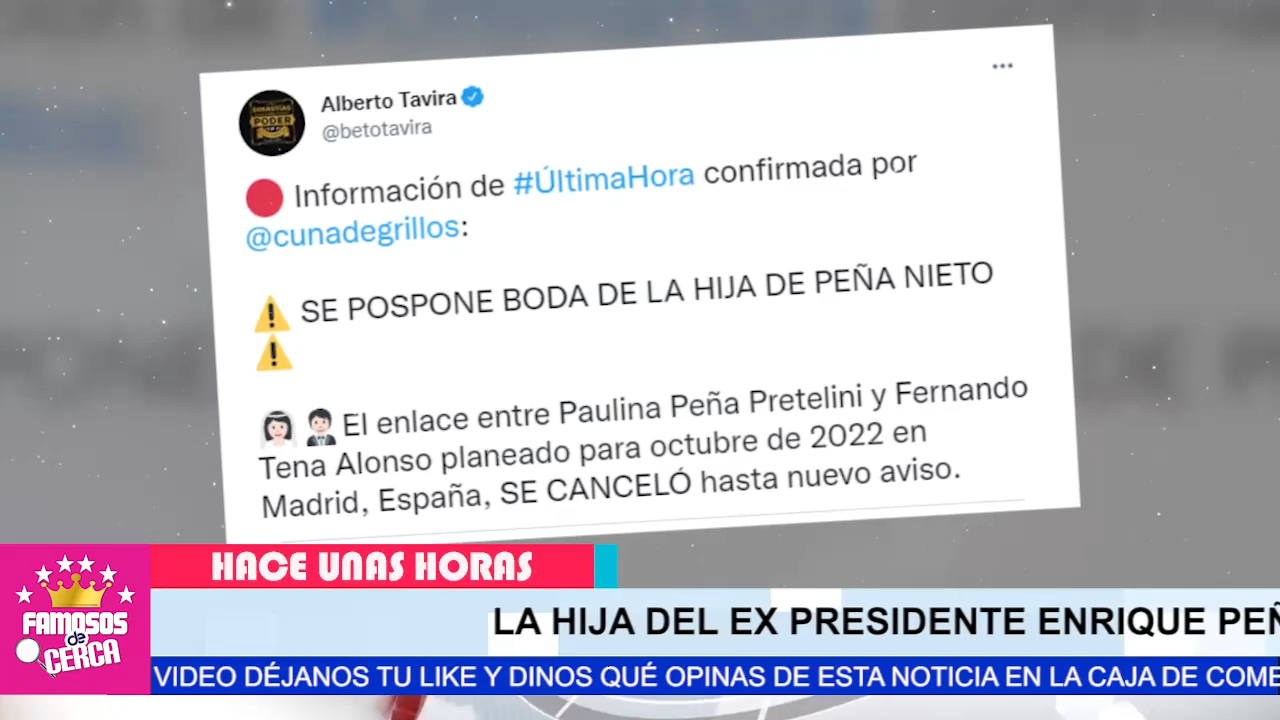 Alberto Tavira
@betotavira
Información de #ÚltimaHora confirmada por
@cunadegrillos:
SE POSPONE BODA DE LA HIJA DE PEÑA NIETO
El enlace entre Paulina Peña Pretelini y Fernando
Tena Alonso planeado para octubre de 2022 en
Madrid, España, SE CANCELÓ hasta nuevo aviso.
HACE UNAS HORAS
LA HIJA DEL EX PRESIDENTE ENRIQUE PEÑ
FAMOSOS
de
CERCA
VIDEO DÉJANOS TU LIKE Y DINOS QUÉ OPINAS DE ESTA NOTICIA EN LA CAJA DE COME